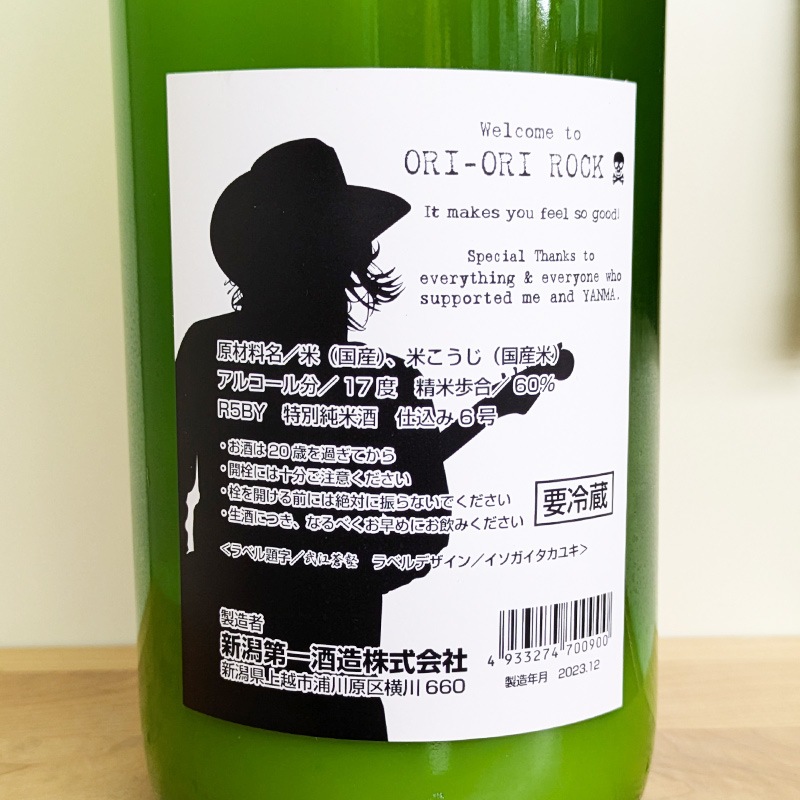 Welcome to
ORI-ORI ROCK
It makes you feel so good!
Special Thanks to
everything & everyone who
supported me and YANMA.
原材料名／米（国産）、米こうじ（国産米）
アルコール分／17度　精米歩合／60%
R5BY　特別純米酒　仕込み6号
・お酒は20歳を過ぎてから
・開栓には十分ご注意ください
・栓を開ける前には絶対に振らないでください
・生酒につき、なるべくお早めにお飲みください
要冷蔵
＜ラベル題字／武江蒼軽　ラベルデザイン／イソガイタカユキ＞
製造者
新潟第一酒造株式会社
新潟県上越市浦川原区横川660
4 933274 700900
製造年月　2023.12